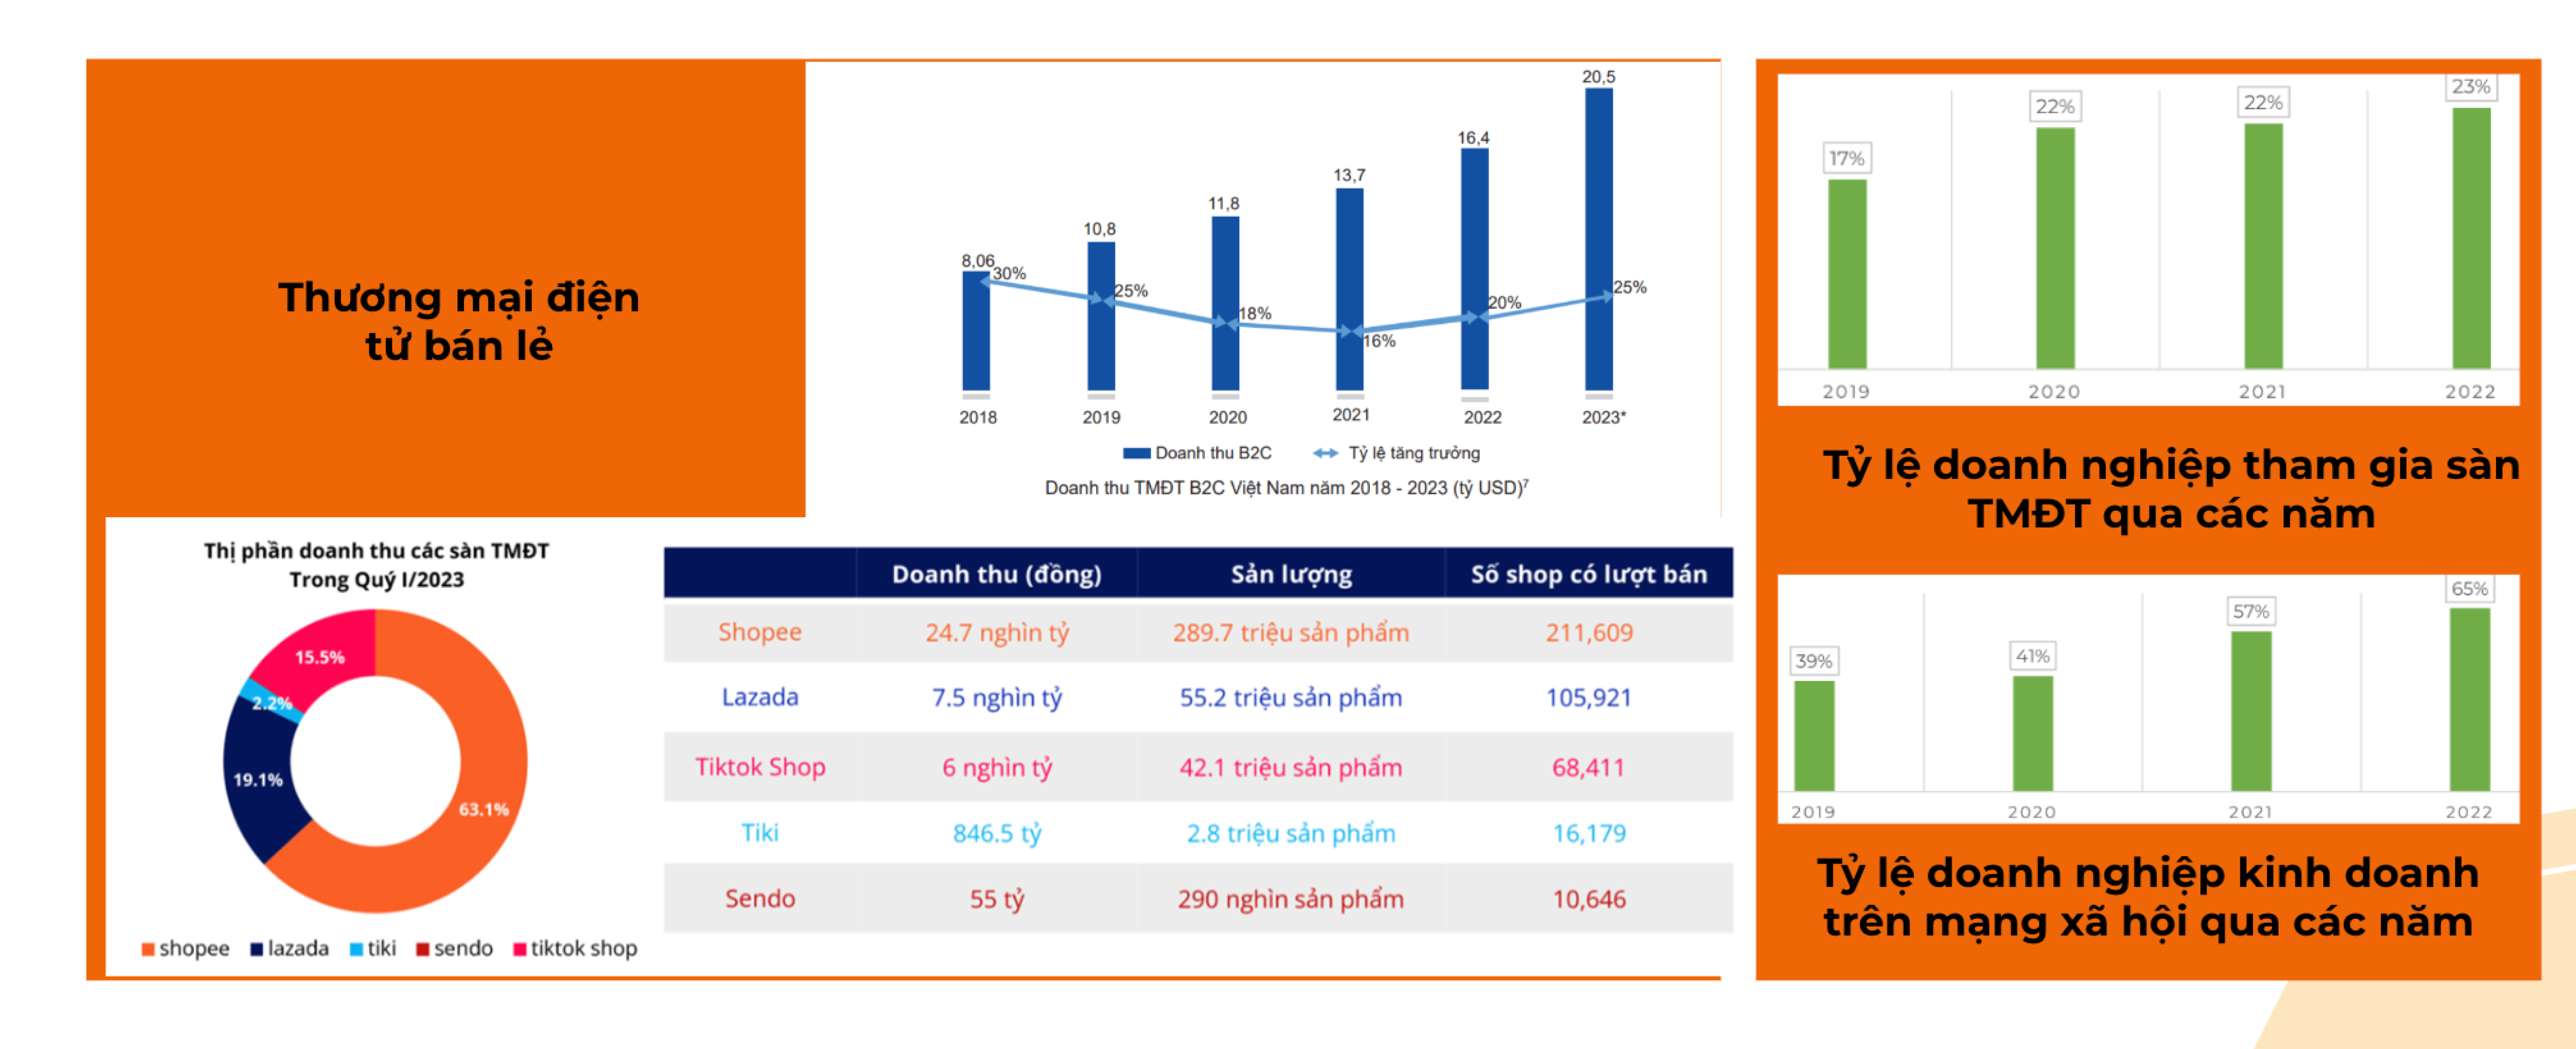 Thương mại điện
tử bán lẻ
20,5
16,4
13,7
11,8
10,8
8,06
30%
25%
18%
16%
20%
25%
2018 2019 2020 2021 2022 2023*
Doanh thu B2C Tỷ lệ tăng trưởng
Doanh thu TMĐT B2C Việt Nam năm 2018 - 2023 (tỷ USD)⁷
Thị phần doanh thu các sàn TMĐT
Trong Quý I/2023
15.5%
2.2%
19.1%
63.1%
shopee lazada tiki sendo tiktok shop
Doanh thu (đồng) Sản lượng Số shop có lượt bán
Shopee 24.7 nghìn tỷ 289.7 triệu sản phẩm 211,609
Lazada 7.5 nghìn tỷ 55.2 triệu sản phẩm 105,921
Tiktok Shop 6 nghìn tỷ 42.1 triệu sản phẩm 68,411
Tiki 846.5 tỷ 2.8 triệu sản phẩm 16,179
Sendo 55 tỷ 290 nghìn sản phẩm 10,646
17% 22% 22% 23%
2019 2020 2021 2022
Tỷ lệ doanh nghiệp tham gia sàn
TMĐT qua các năm
39% 41% 57% 65%
2019 2020 2021 2022
Tỷ lệ doanh nghiệp kinh doanh
trên mạng xã hội qua các năm